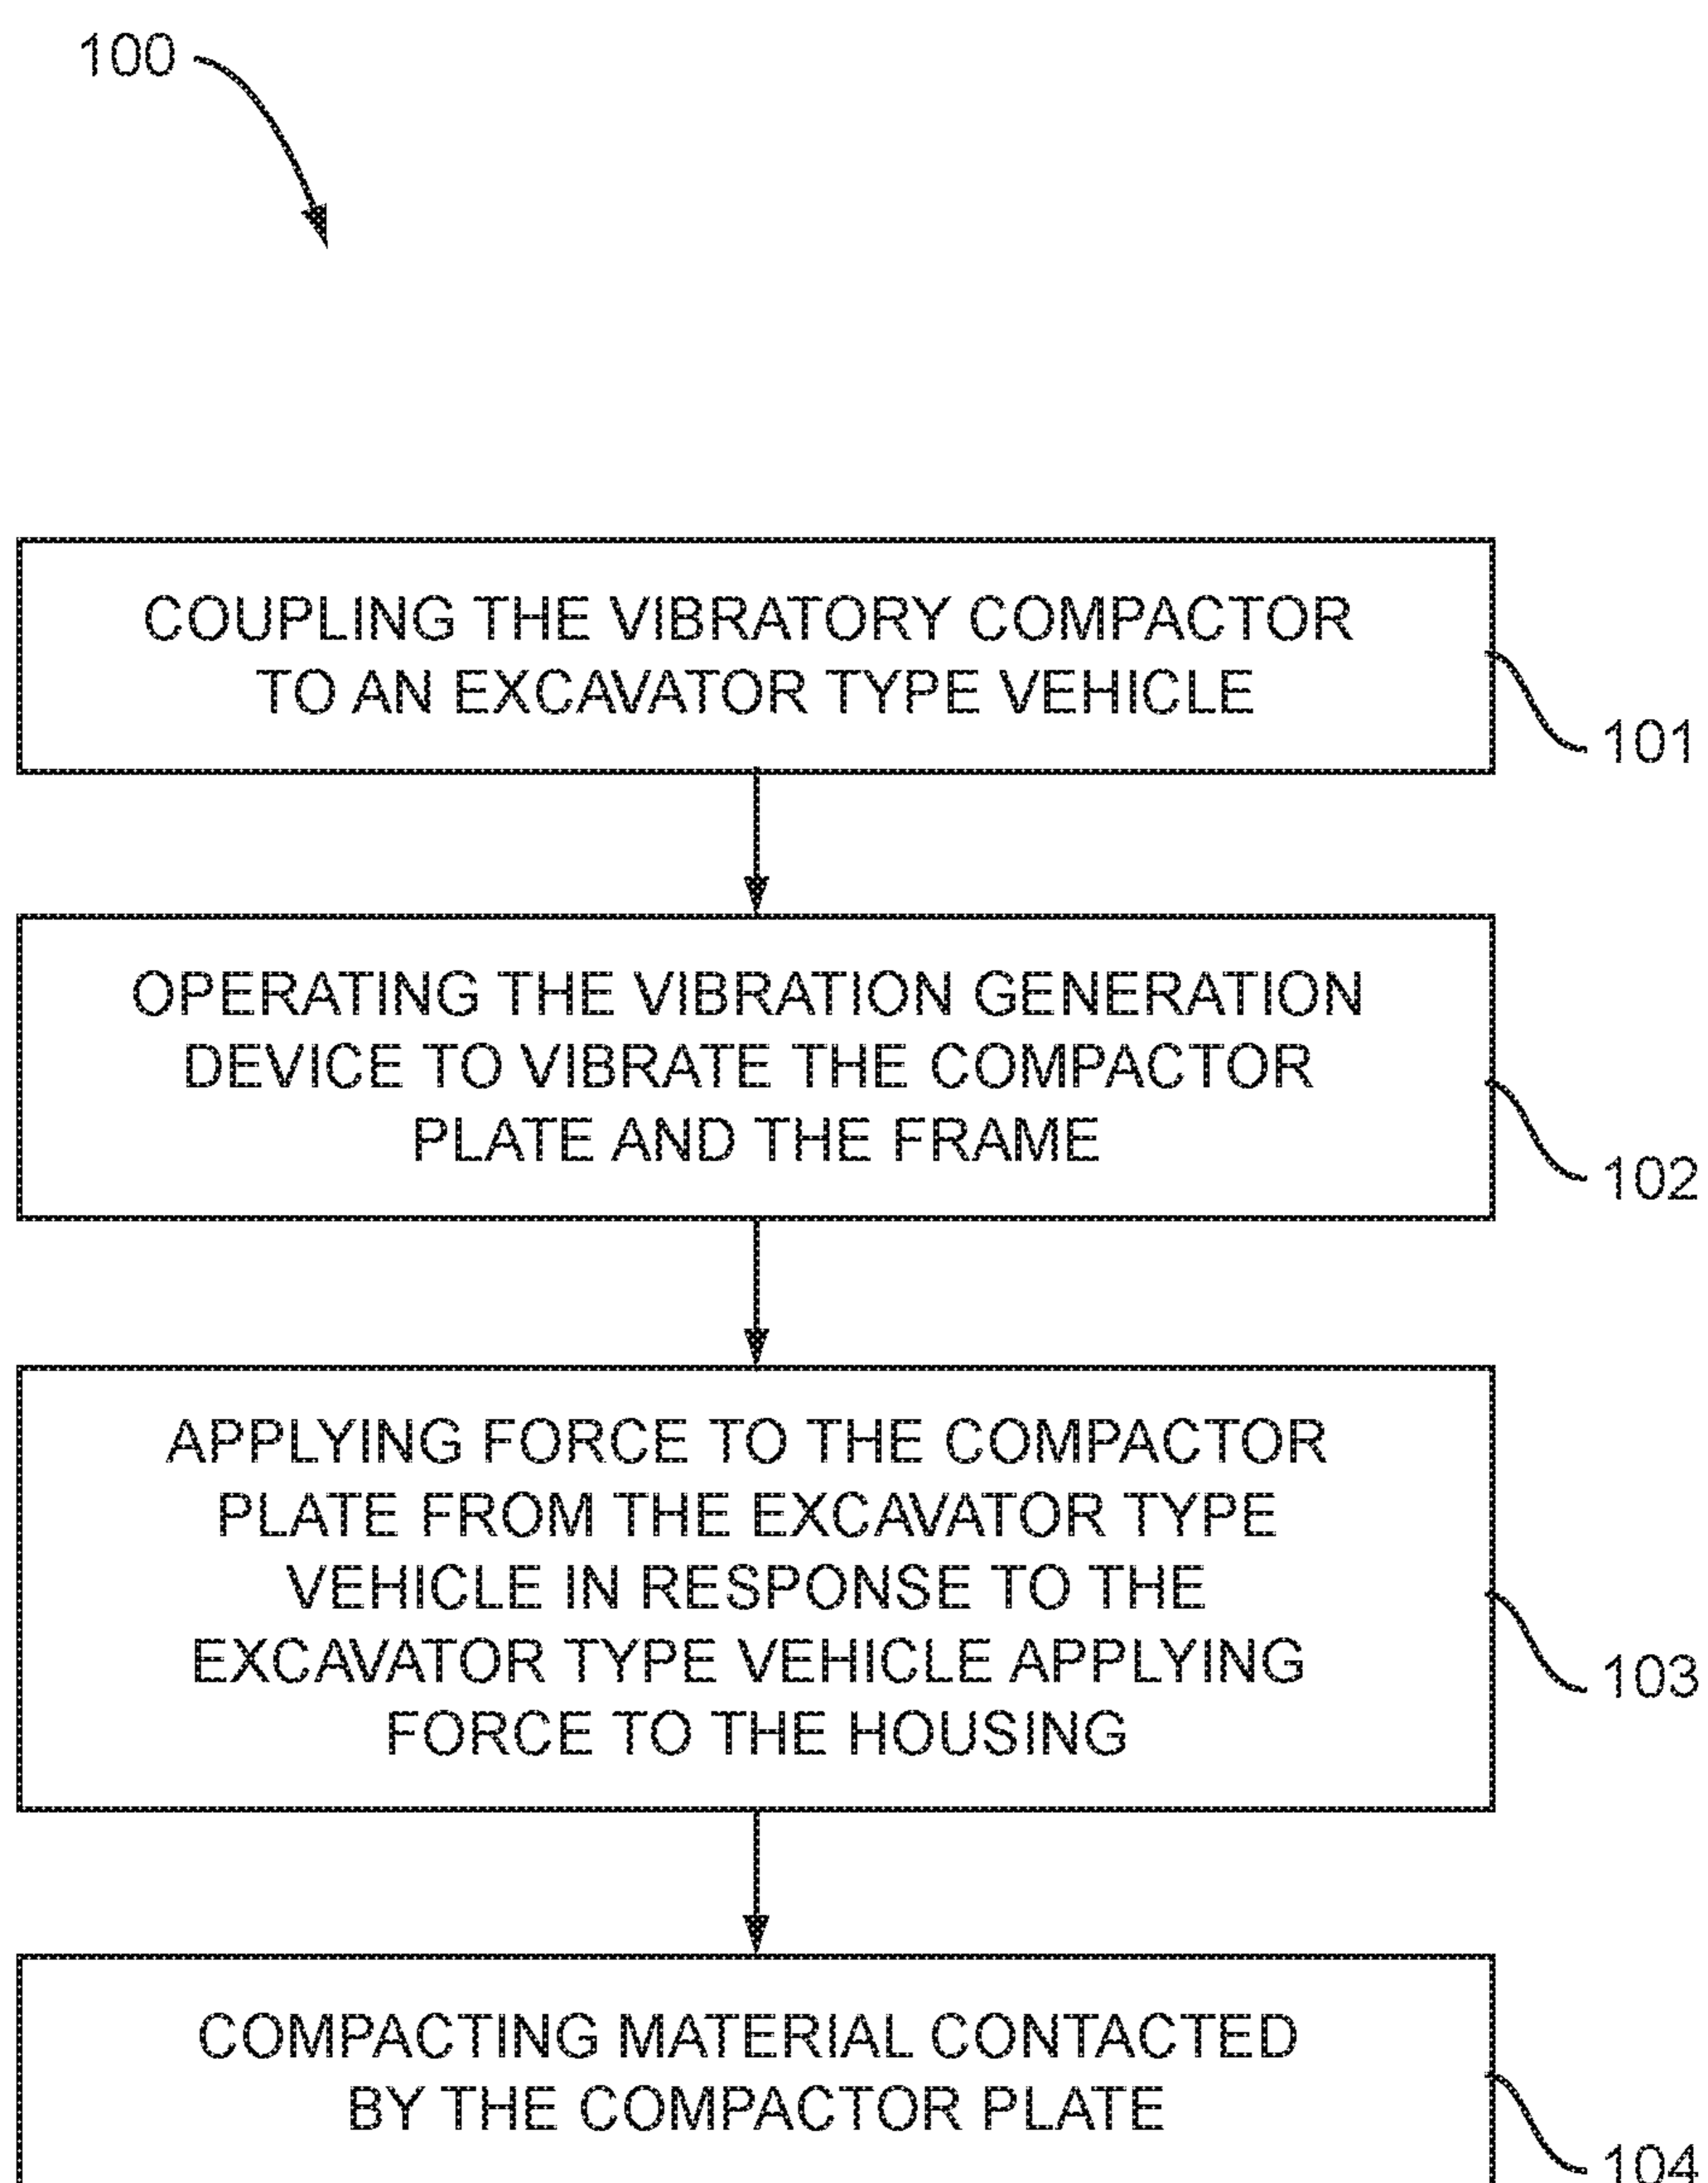 100
COUPLING THE VIBRATORY COMPACTOR
TO AN EXCAVATOR TYPE VEHICLE
101
OPERATING THE VIBRATION GENERATION
DEVICE TO VIBRATE THE COMPACTOR
PLATE AND THE FRAME
102
APPLYING FORCE TO THE COMPACTOR
PLATE FROM THE EXCAVATOR TYPE
VEHICLE IN RESPONSE TO THE
EXCAVATOR TYPE VEHICLE APPLYING
FORCE TO THE HOUSING
103
COMPACTING MATERIAL CONTACTED
BY THE COMPACTOR PLATE
104